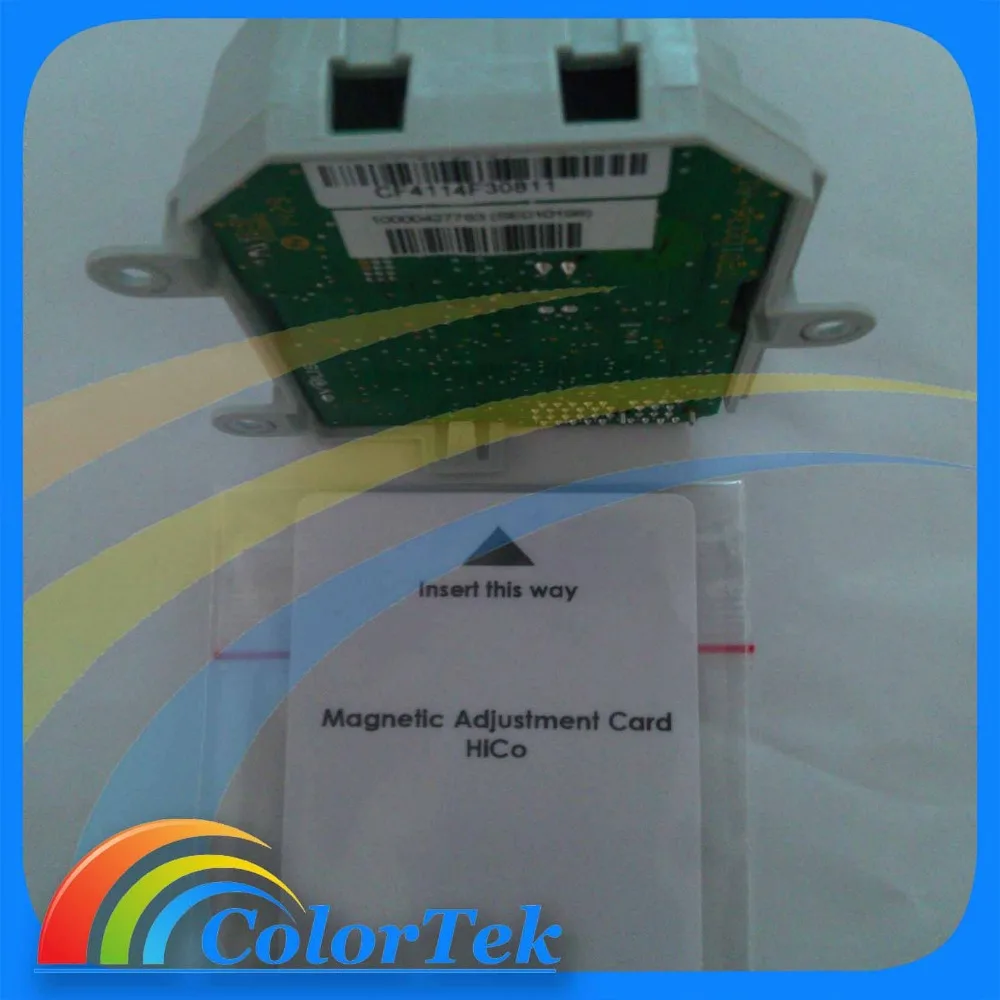 CF4114F30811
Insert this way
Magnetic Adjustment Card
HiCo
ColorTek